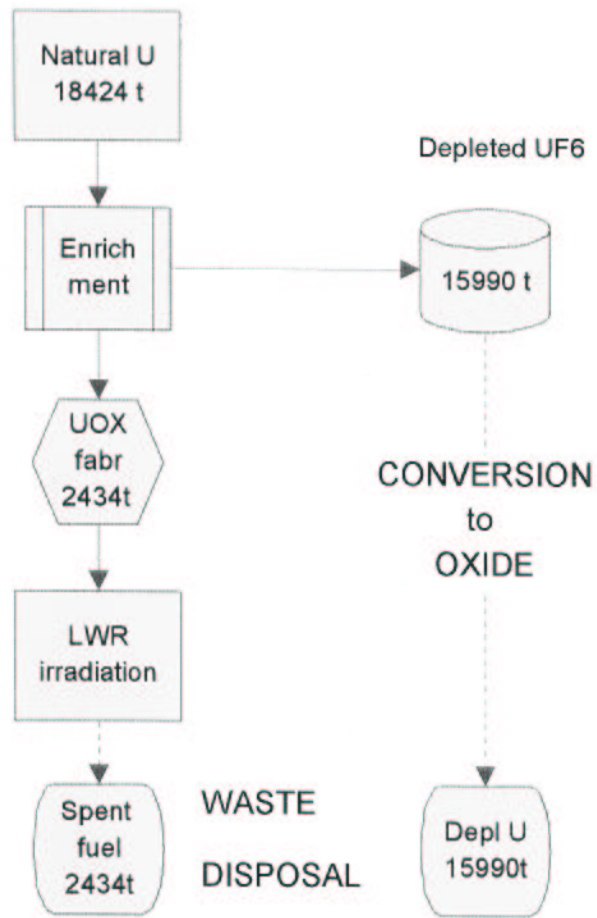 Natural U
18424 t
Depleted UF6
Enrich
ment
15990 t
UOX
fabr
2434t
CONVERSION
to
OXIDE
LWR
irradiation
Spent
fuel
2434t
WASTE
DISPOSAL
Depl U
15990t